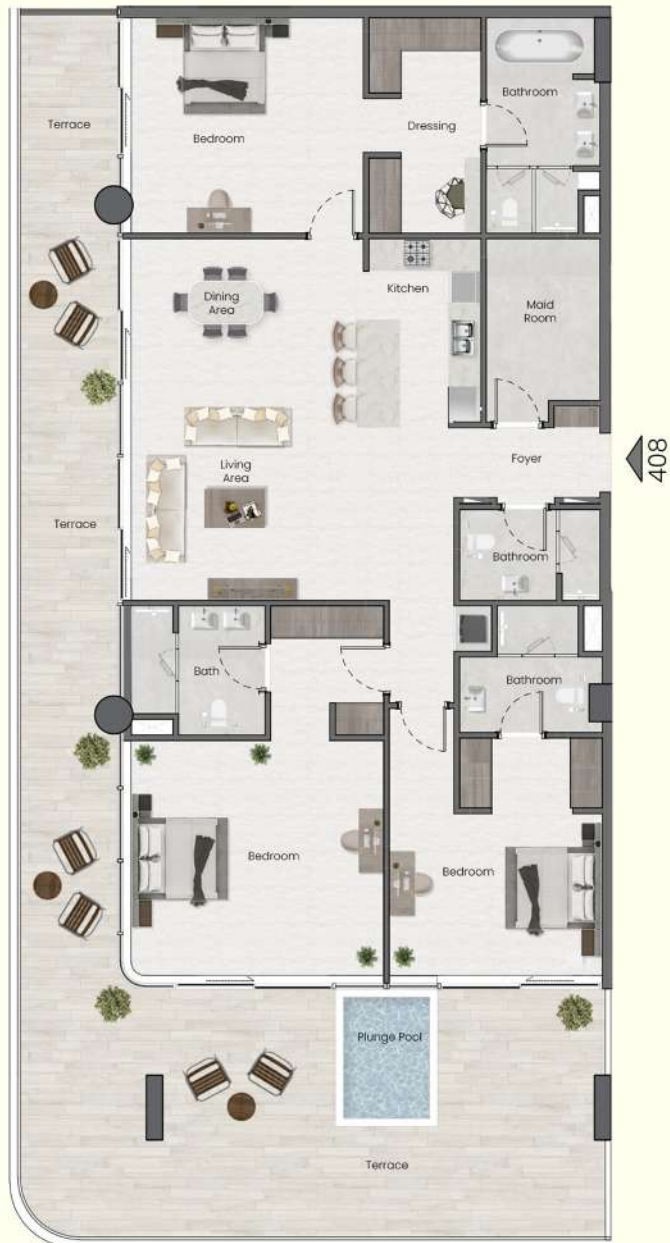 Terrace
Bedroom
Dressing
Bathroom
Dining
Area
Kitchen
Maid
Room
Living
Area
Foyer
408
Terrace
Bathroom
Bath
Bathroom
Bedroom
Bedroom
Plunge Pool
Terrace